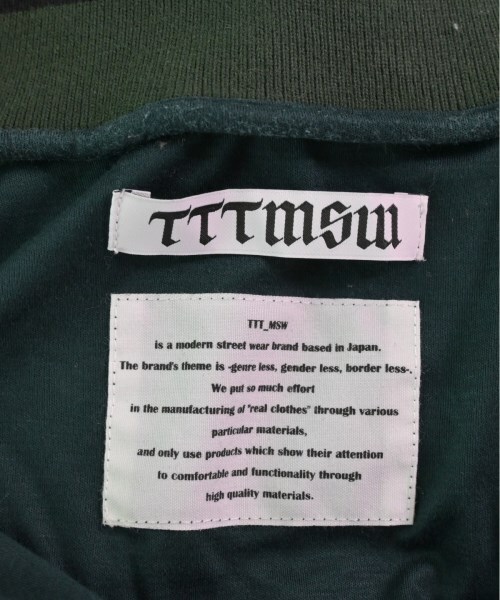 TTTMSW
TTT_MSW
is a modern street wear brand based in Japan.
The brand's theme is -genre less, gender less, border less-.
We put so much effort
in the manufacturing of "real clothes" through various
particular materials,
and only use products which show their attention
to comfortable and functionality through
high quality materials.